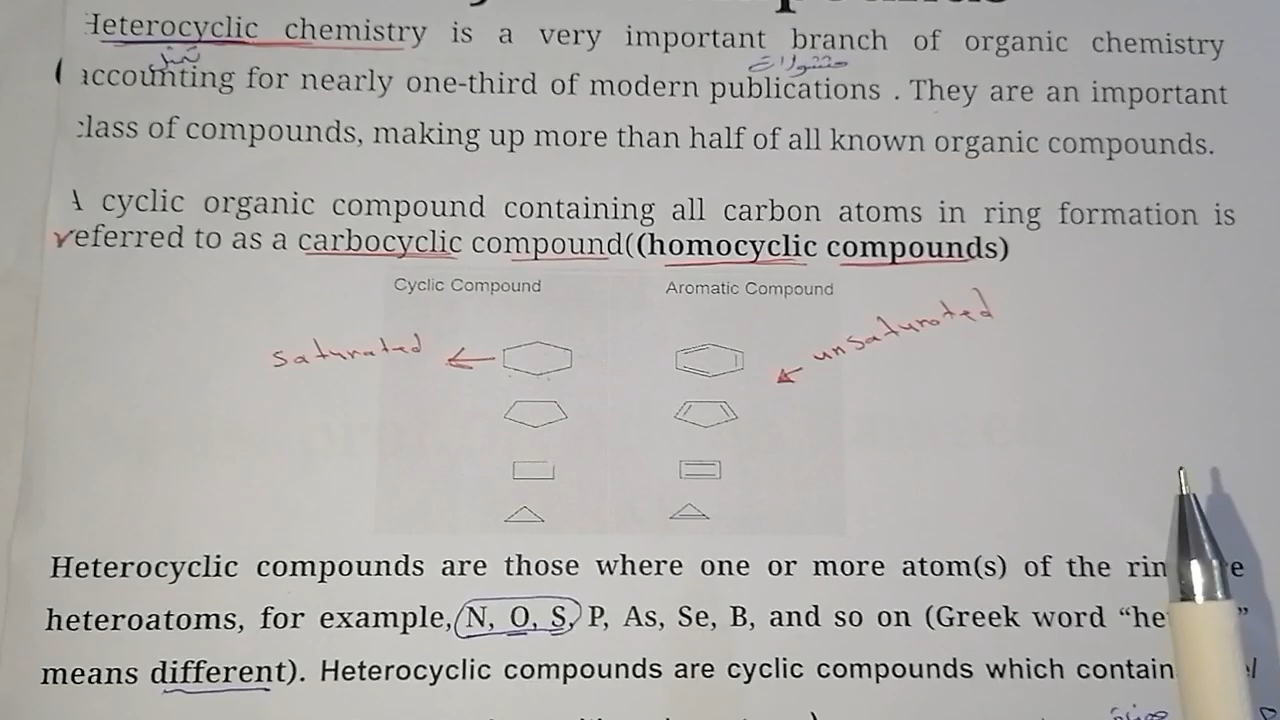 Heterocyclic chemistry is a very important branch of organic chemistry
تمثل منشورات
accounting for nearly one-third of modern publications . They are an important
class of compounds, making up more than half of all known organic compounds.
A cyclic organic compound containing all carbon atoms in ring formation is
referred to as a carbocyclic compound((homocyclic compounds)
Cyclic Compound Aromatic Compound
saturated unsaturated
Heterocyclic compounds are those where one or more atom(s) of the
heteroatoms, for example, N, O, S, P, As, Se, B, and so on (Greek word “he ”
means different). Heterocyclic compounds are cyclic compounds which contain